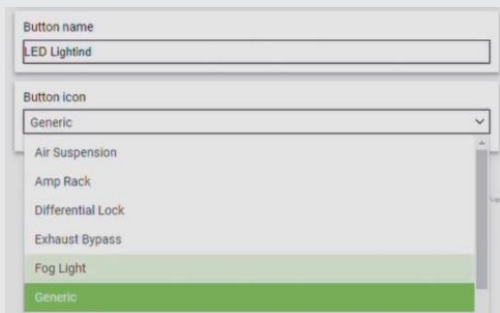 Button name
LED Lightind
Button icon
Generic
Air Suspension
Amp Rack
Differential Lock
Exhaust Bypass
Fog Light
Generic